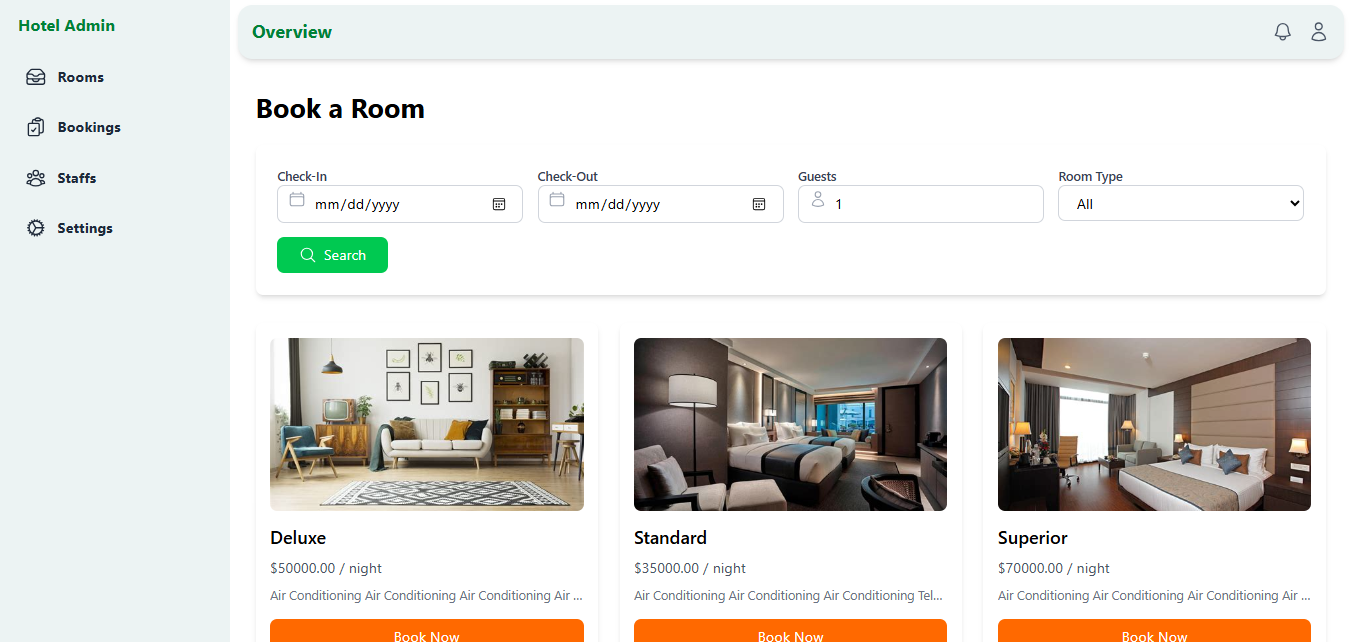 Hotel Admin
Rooms
Bookings
Staffs
Settings
Overview
Book a Room
Check-In
Check-Out
Guests
Room Type
mm/dd/yyyy
mm/dd/yyyy
1
All
Search
Deluxe
$50000.00 / night
Air Conditioning Air Conditioning Air Conditioning Air ...
Book Now
Standard
$35000.00 / night
Air Conditioning Air Conditioning Air Conditioning Tel...
Book Now
Superior
$70000.00 / night
Air Conditioning Air Conditioning Air Conditioning Air ...
Book Now